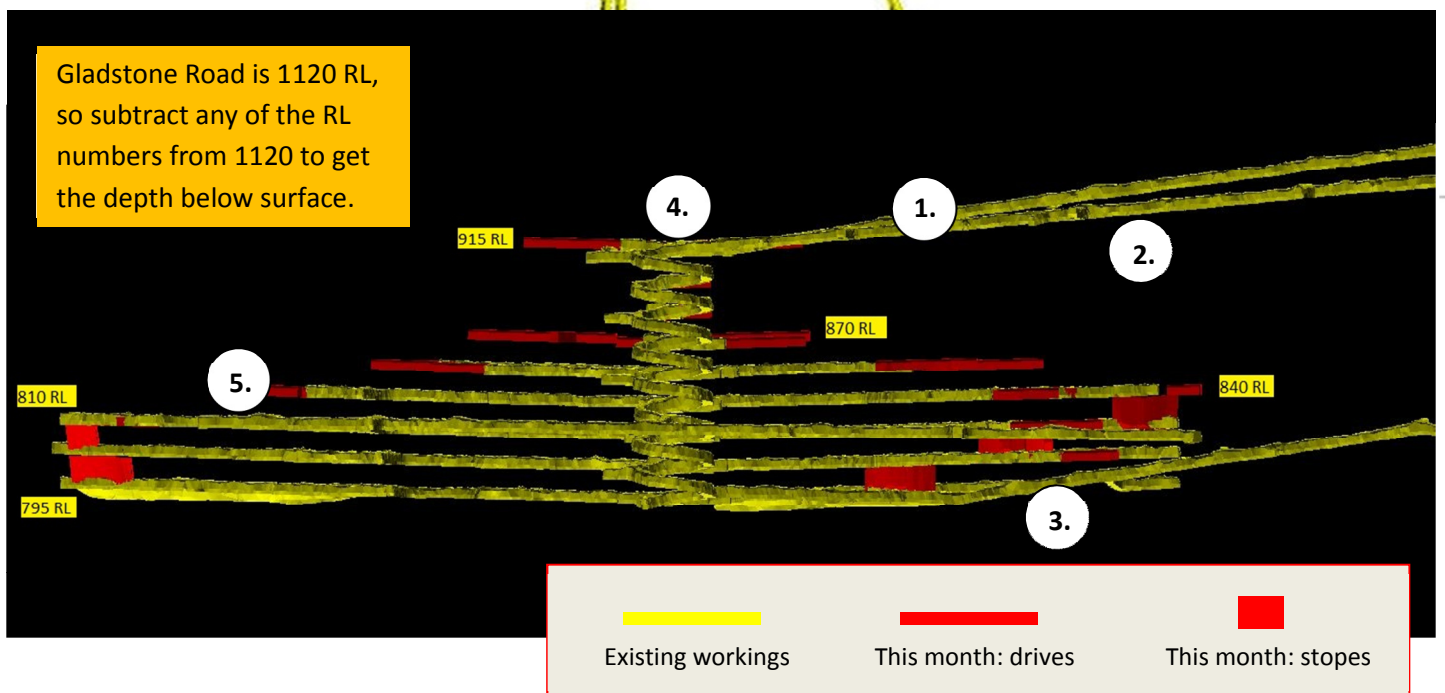 Gladstone Road is 1120 RL,
so subtract any of the RL
numbers from 1120 to get
the depth below surface.
4.
1.
915 RL
2.
870 RL
5.
810 RL
840 RL
795 RL
3.
Existing workings
This month: drives
This month: stopes